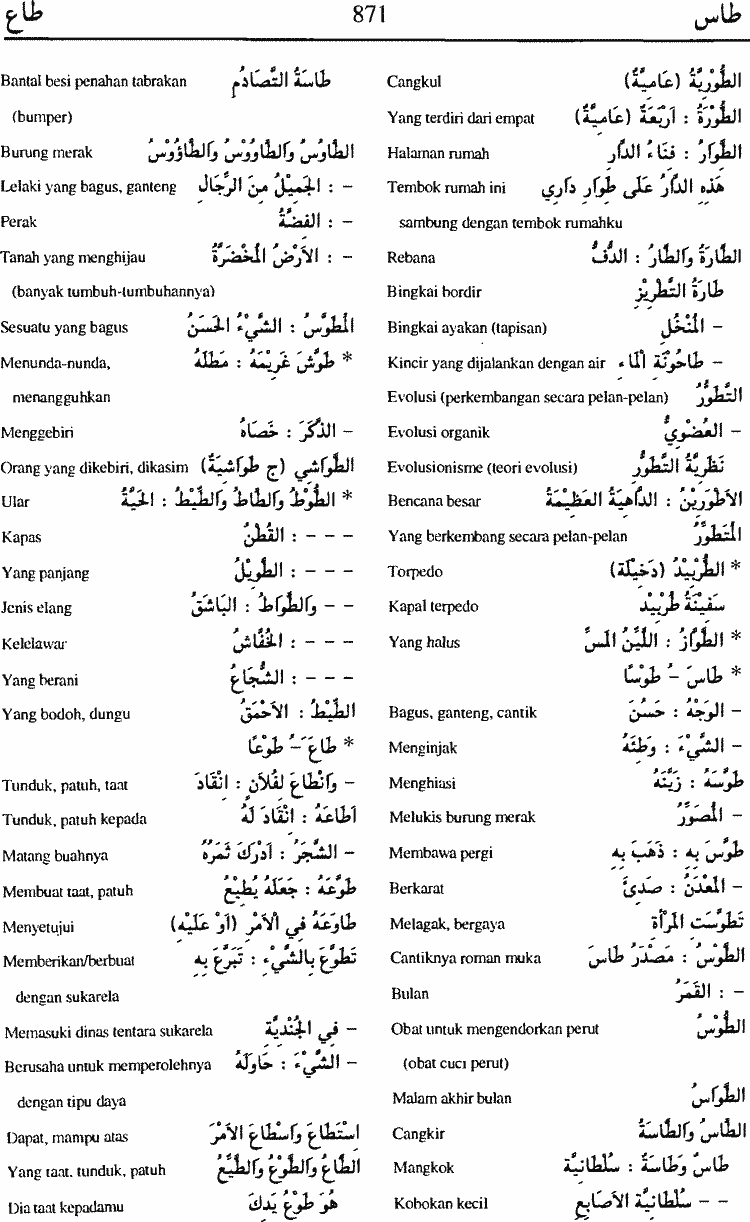 طاس 871 طاع
الطُّوْرِيَّةُ (عَامِيَّةٌ) Cangkul
الطُّوْرَةُ : اَرْبَعَةٌ (عَامِيَّةٌ) Yang terdiri dari empat
الطَّوَارُ : فِنَاءُ الدَّارِ Halaman rumah
هَذِهِ الدَّارُ عَلَى طَوَارِ دَارِي Tembok rumah ini
sambung dengan tembok rumahku
الطَّارَةُ وَالطَّارُ : الدُّفُّ Rebana
طَارَةُ التَّطْرِيْزِ Bingkai bordir
– الْمُنْخُلِ Bingkai ayakan (tapisan)
– طَاحُوْنَةِ الْمَاءِ Kincir yang dijalankan dengan air
التَّطَوُّرُ Evolusi (perkembangan secara pelan-pelan)
– العُضْوِيُّ Evolusi organik
نَظَرِيَّةُ التَّطَوُّرِ Evolusionisme (teori evolusi)
الاَطْوَرِيْنُ : الدَّاهِيَةُ العَظِيْمَةُ Bencana besar
الْمُتَطَوِّرُ Yang berkembang secara pelan-pelan
* الطُّرْبِيْدُ (دَخِيْلَة) Torpedo
سَفِيْنَةُ طُرْبِيْدَ Kapal terpedo
* الطَّوَازُ : اللَّيِّنُ الْمَسِّ Yang halus
* طَاسَ – طَوْسًا
– الوَجْهُ : حَسُنَ Bagus, ganteng, cantik
– الشَّيْءَ : وَطِئَهُ Menginjak
طَوَّسَهُ : زَيَّنَهُ Menghiasi
– الْمُصَوِّرُ Melukis burung merak
طَوَّسَ بِهِ : ذَهَبَ بِهِ Membawa pergi
– الْمَعْدَنُ : صَدِئَ Berkarat
تَطَوَّسَتِ الْمَرْأَةُ Melagak, bergaya
الطَّوْسُ : مَصْدَرُ طَاسَ Cantiknya roman muka
– : القَمَرُ Bulan
الطُّوْسُ Obat untuk mengendorkan perut
(obat cuci perut)
الطَّوَاسُ Malam akhir bulan
الطَّاسُ وَالطَّاسَةُ Cangkir
طَاسٌ وَطَاسَةٌ : سُلْطَانِيَّة Mangkok
– – سُلْطَانِيَّةُ الاَصَابِعِ Kobokan kecil
طَاسَةُ التَّصَادُمِ Bantal besi penahan tabrakan
(bumper)
الطَّاوُسُ وَالطَّاوُوْسُ وَالطَّاؤُوْسُ Burung merak
– : الجَمِيْلُ مِنَ الرِّجَالِ Lelaki yang bagus, ganteng
– : الفِضَّةُ Perak
– : الاَرْضُ الْمُخْضَرَّةُ Tanah yang menghijau
(banyak tumbuh-tumbuhannya)
الْمُطَوَّسُ : الشَّيْءُ الحَسَنُ Sesuatu yang bagus
* طَوَّشَ غَرِيْمَهُ : مَطَلَهُ Menunda-nunda,
menangguhkan
– الذَّكَرَ : خَصَاهُ Menggebiri
الطَّوَاشِي (ج طَوَاشِيَةٌ) Orang yang dikebiri, dikasim
* الطُّوْطُ وَالطَّاطُ وَالطِّيْطُ : الحَيَّةُ Ular
– – – : القُطْنُ Kapas
– – – : الطَّوِيْلُ Yang panjang
– – وَالطَّوَاطُ : البَاشَقُ Jenis elang
– – – : الخُفَّاشُ Kelelawar
– – – : الشُّجَاعُ Yang berani
الطِّيْطُ : الاَحْمَقُ Yang bodoh, dungu
* طَاعَ – طَوْعًا
– وَانْطَاعَ لِفُلاَنٍ : انْقَادَ Tunduk, patuh, taat
اَطَاعَهُ : انْقَادَ لَهُ Tunduk, patuh kepada
– الشَّجَرُ : اَدْرَكَ ثَمَرُهُ Matang buahnya
طَوَّعَهُ : جَعَلَهُ يُطِيْعُ Membuat taat, patuh
طَاوَعَهُ فِي الاَمْرِ (اَوْ عَلَيْهِ) Menyetujui
تَطَوَّعَ بِالشَّيْءِ : تَبَرَّعَ بِهِ Memberikan/berbuat
dengan sukarela
– فِي الجُنْدِيَّةِ Memasuki dinas tentara sukarela
– الشَّيْءَ : حَاوَلَهُ Berusaha untuk memperolehnya
dengan tipu daya
اسْتَطَاعَ وَاسْطَاعَ الاَمْرَ Dapat, mampu atas
الطَّاعُ وَالطَّوْعُ وَالطَّيِّعُ Yang taat, tunduk, patuh
هُوَ طَوْعُ يَدِكَ Dia taat kepadamu